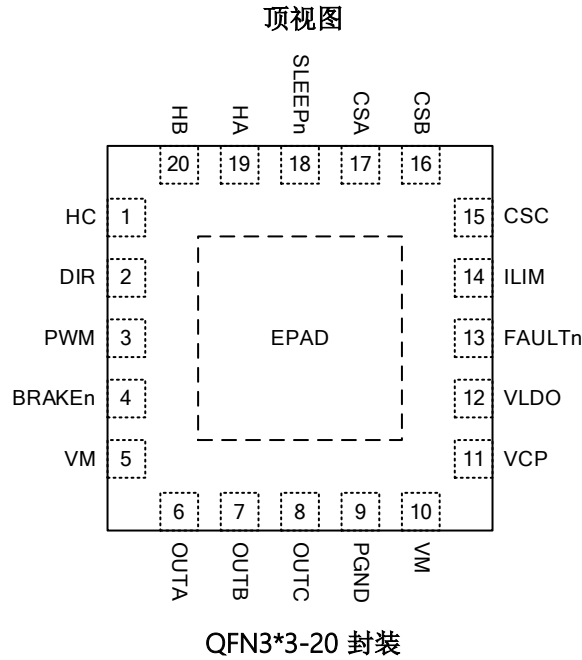 顶视图
HB
HA
SLEEPn
CSA
CSB
20
19
18
17
16
HC 1
15 CSC
DIR 2
14 ILIM
PWM 3
EPAD
13 FAULTn
BRAKEn 4
12 VLDO
VM 5
11 VCP
6
7
8
9
10
OUTA
OUTB
OUTC
PGND
VM
QFN3*3-20 封装